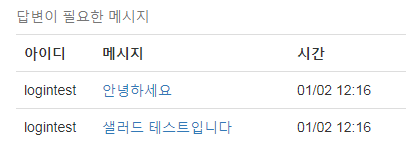 답변이 필요한 메시지
아이디 메시지 시간
logintest 안녕하세요 01/02 12:16
logintest 샐러드 테스트입니다 01/02 12:16